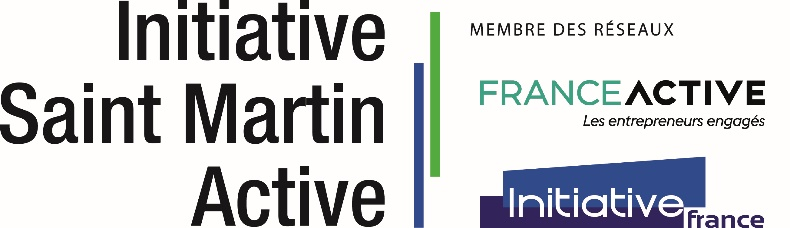 Initiative
Saint Martin
Active
MEMBRE DES RÉSEAUX
FRANCEACTIVE
Les entrepreneurs engagés
Initiative
france